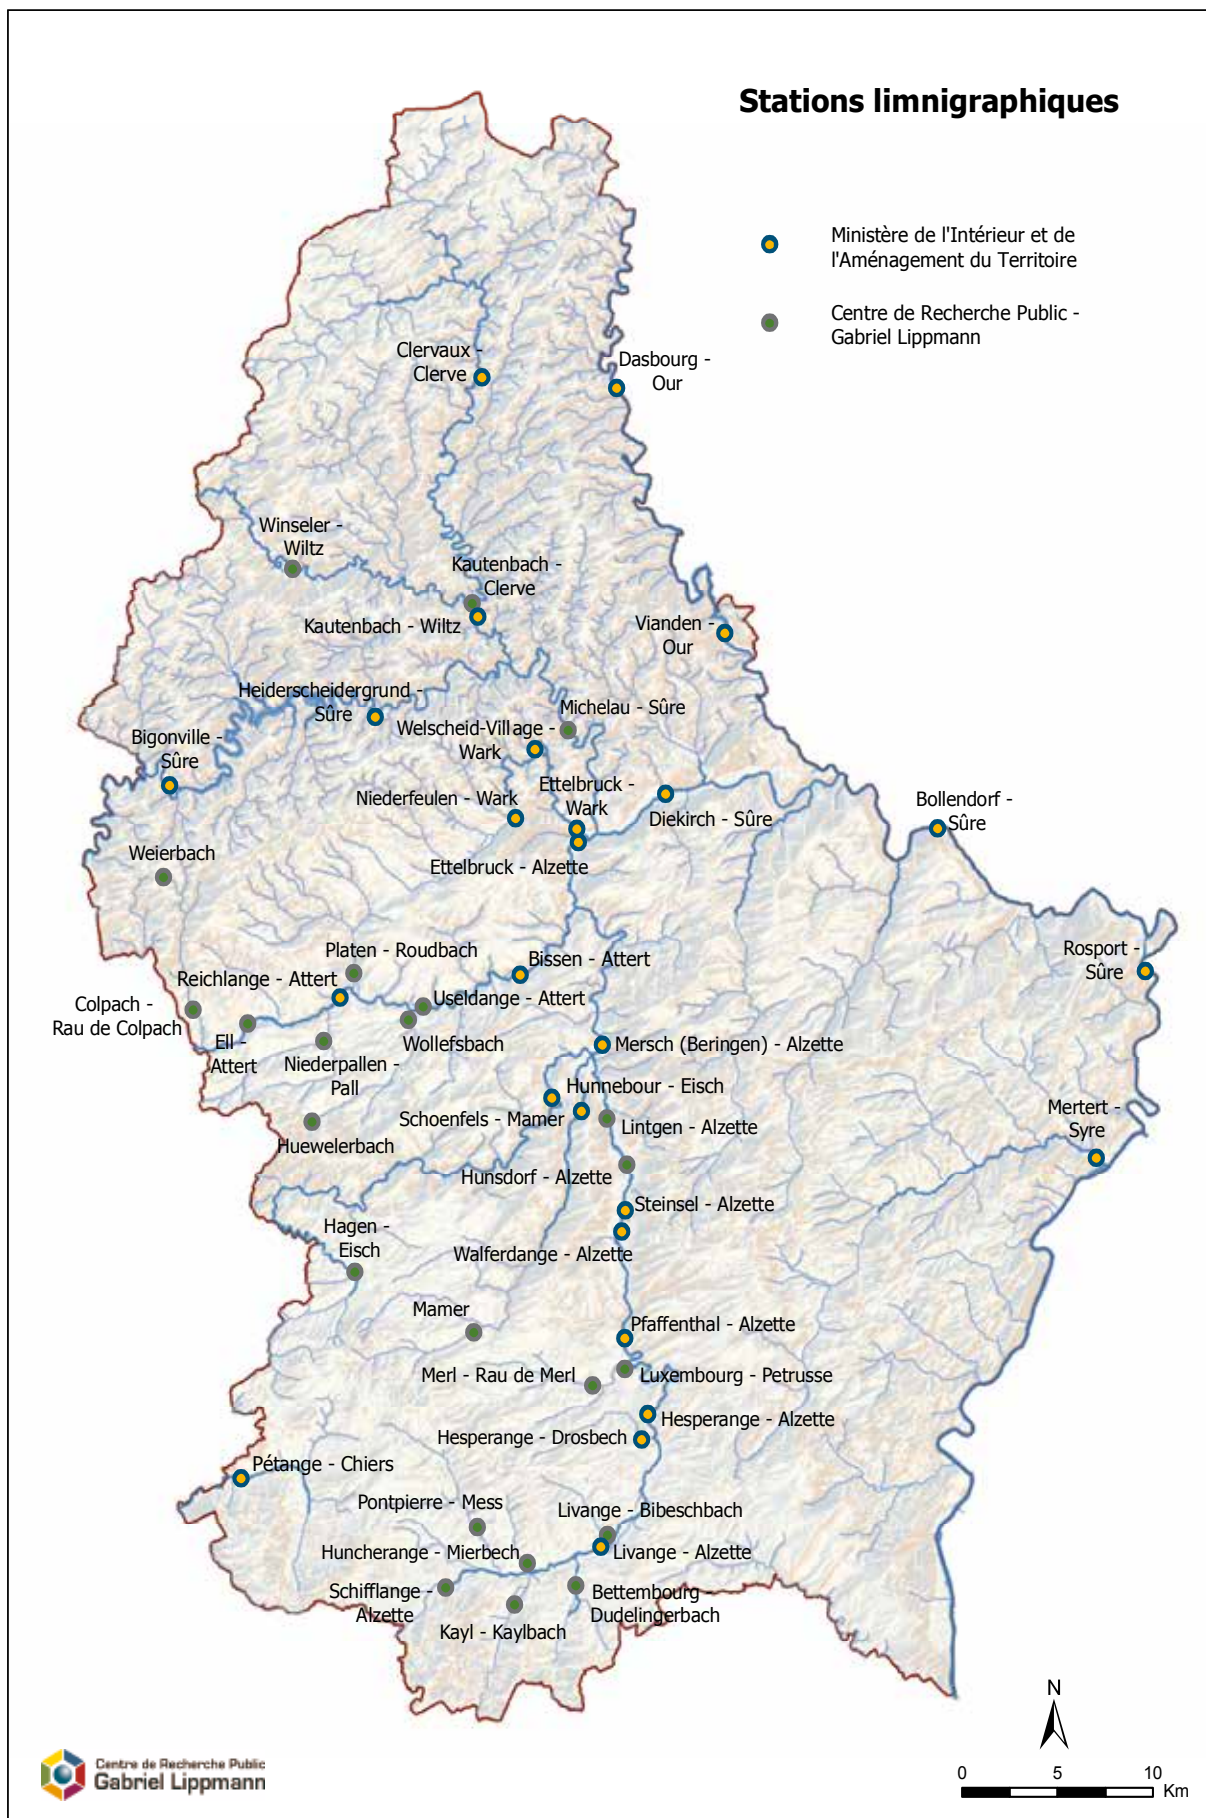 Stations limnigraphiques
Ministère de l'Intérieur et de
l'Aménagement du Territoire
Centre de Recherche Public -
Gabriel Lippmann
Clervaux -
Clerve
Dasbourg -
Our
Winseler -
Wiltz
Kautenbach -
Clerve
Kautenbach - Wiltz
Vianden -
Our
Heiderscheidergrund -
Sûre
Michelau - Sûre
Welscheid-Village -
Wark
Bigonville -
Sûre
Ettelbruck -
Wark
Niederfeulen - Wark
Diekirch - Sûre
Bollendorf -
Sûre
Weierbach
Ettelbruck - Alzette
Platen - Roudbach
Bissen - Attert
Rosport -
Sûre
Reichlange - Attert
Colpach -
Rau de Colpach
Useldange - Attert
Ell -
Attert
Wollefsbach
Niederpallen -
Pall
Mersch (Beringen) - Alzette
Hunnebour - Eisch
Schoenfels - Mamer
Mertert -
Syre
Huewelerbach
Lintgen - Alzette
Hunsdorf - Alzette
Steinsel - Alzette
Hagen -
Eisch
Walferdange - Alzette
Mamer
Pfaffenthal - Alzette
Merl - Rau de Merl
Luxembourg - Petrusse
Hesperange - Alzette
Hesperange - Drosbech
Pétange - Chiers
Pontpierre - Mess
Livange - Bibeschbach
Huncherange - Mierbech
Livange - Alzette
Schifflange -
Alzette
Bettembourg -
Dudelingerbach
Kayl - Kaylbach
N
0 5 10
Km
Centre de Recherche Public
Gabriel Lippmann